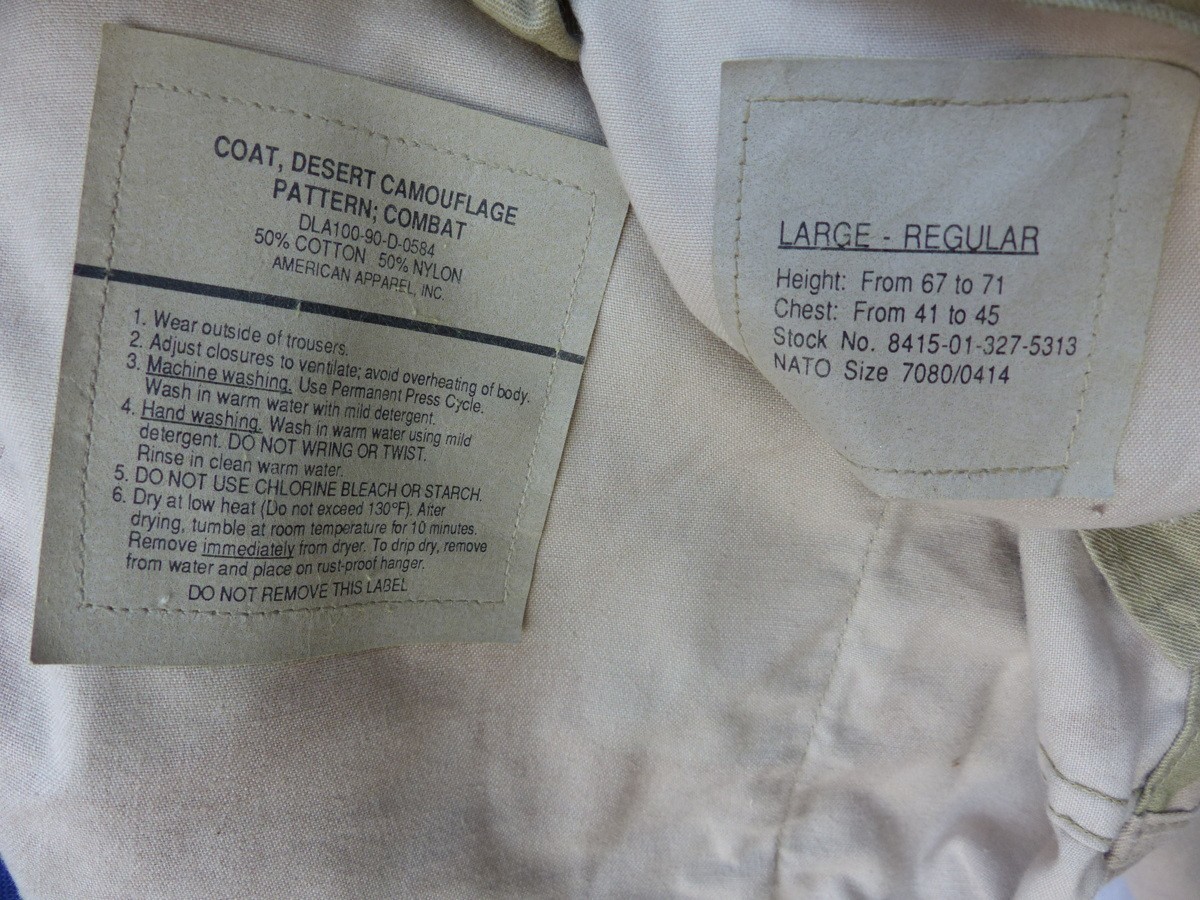 COAT, DESERT CAMOUFLAGE
PATTERN; COMBAT
DLA100-90-D-0584
50% COTTON 50% NYLON
AMERICAN APPAREL, INC.
1. Wear outside of trousers.
2. Adjust closures to ventilate; avoid overheating of body.
3. Machine washing. Use Permanent Press Cycle.
Wash in warm water with mild detergent.
4. Hand washing. Wash in warm water using mild
detergent. DO NOT WRING OR TWIST.
Rinse in clean warm water.
5. DO NOT USE CHLORINE BLEACH OR STARCH.
6. Dry at low heat (Do not exceed 130°F). After
drying, tumble at room temperature for 10 minutes.
Remove immediately from dryer. To drip dry, remove
from water and place on rust-proof hanger.
DO NOT REMOVE THIS LABEL
LARGE - REGULAR
Height: From 67 to 71
Chest: From 41 to 45
Stock No. 8415-01-327-5313
NATO Size 7080/0414